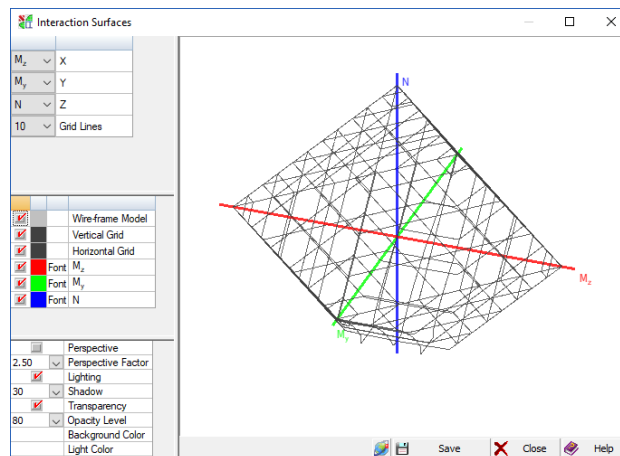 Interaction Surfaces
Mz X
My Y
N Z
10 Grid Lines
Wire-frame Model
Vertical Grid
Horizontal Grid
Font Mz
Font My
Font N
Perspective
2.50 Perspective Factor
Lighting
30 Shadow
Transparency
80 Opacity Level
Background Color
Light Color
N
Mz
My
Save Close Help